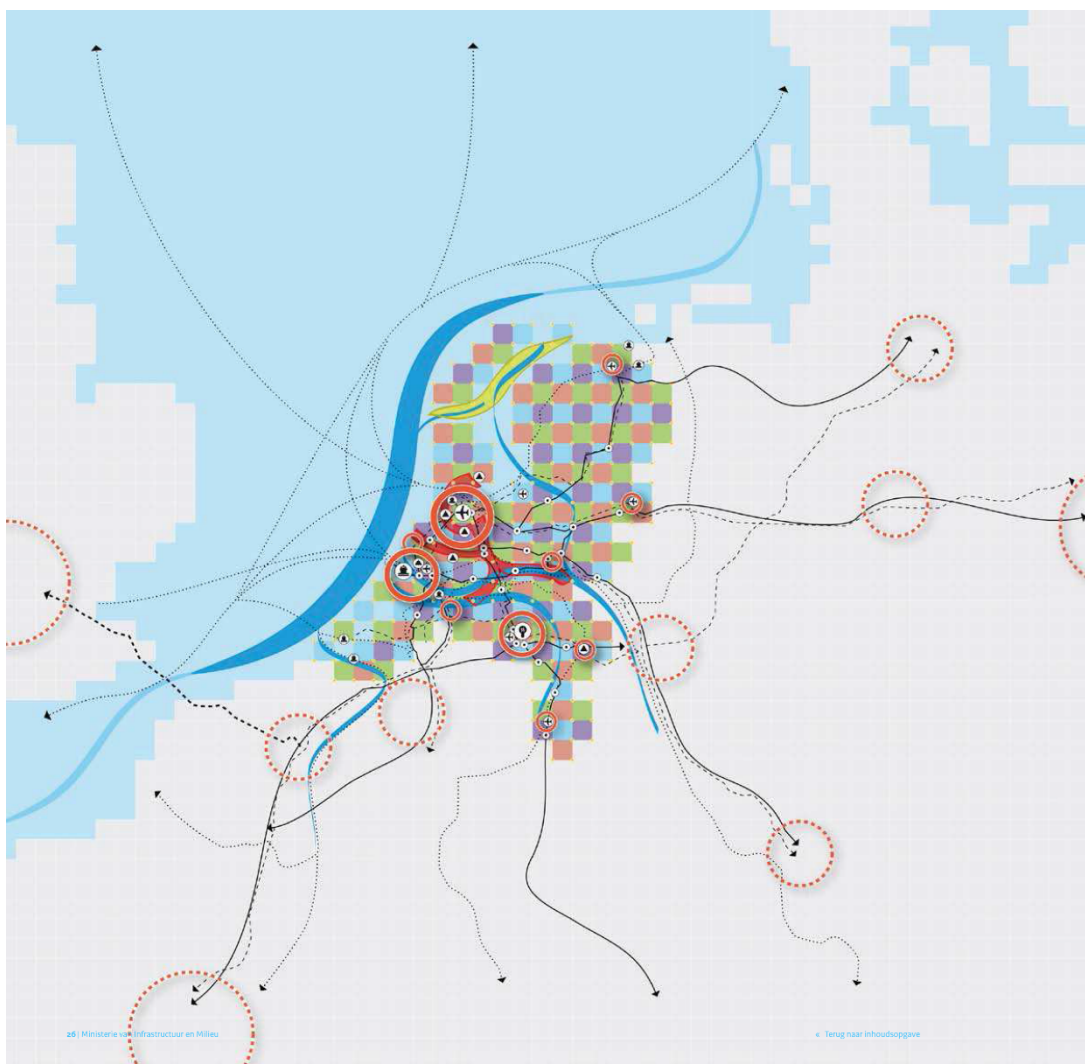 26 | Ministerie van Infrastructuur en Milieu
< Terug naar inhoudsopgave